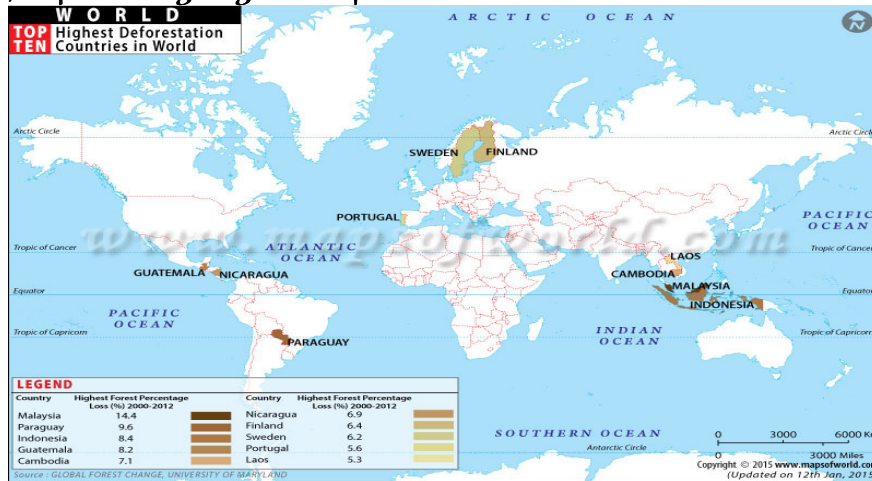 WORLD
TOP TEN Highest Deforestation Countries in World
ARCTIC OCEAN
Arctic Circle
Arctic Circle
SWEDEN
FINLAND
PORTUGAL
PACIFIC OCEAN
Tropic of Cancer
ATLANTIC OCEAN
Tropic of Cancer
www.mapsofworld.com
LAOS
GUATEMALA
NICARAGUA
CAMBODIA
MALAYSIA
Equator
Equator
INDONESIA
PACIFIC OCEAN
Tropic of Capricorn
INDIAN OCEAN
Tropic of Capricorn
PARAGUAY
LEGEND
Country Highest Forest Percentage Loss (%) 2000-2012 Country Highest Forest Percentage Loss (%) 2000-2012
Malaysia 14.4 Nicaragua 6.9
Paraguay 9.6 Finland 6.4
Indonesia 8.4 Sweden 6.2
Guatemala 8.2 Portugal 5.6
Cambodia 7.1 Laos 5.3
Source : GLOBAL FOREST CHANGE, UNIVERSITY OF MARYLAND
SOUTHERN OCEAN
Antarctic Circle
0 3000 6000
0 3000 Miles
Copyright © 2015 www.mapsofworld.com
(Updated on 12th Jan, 2015